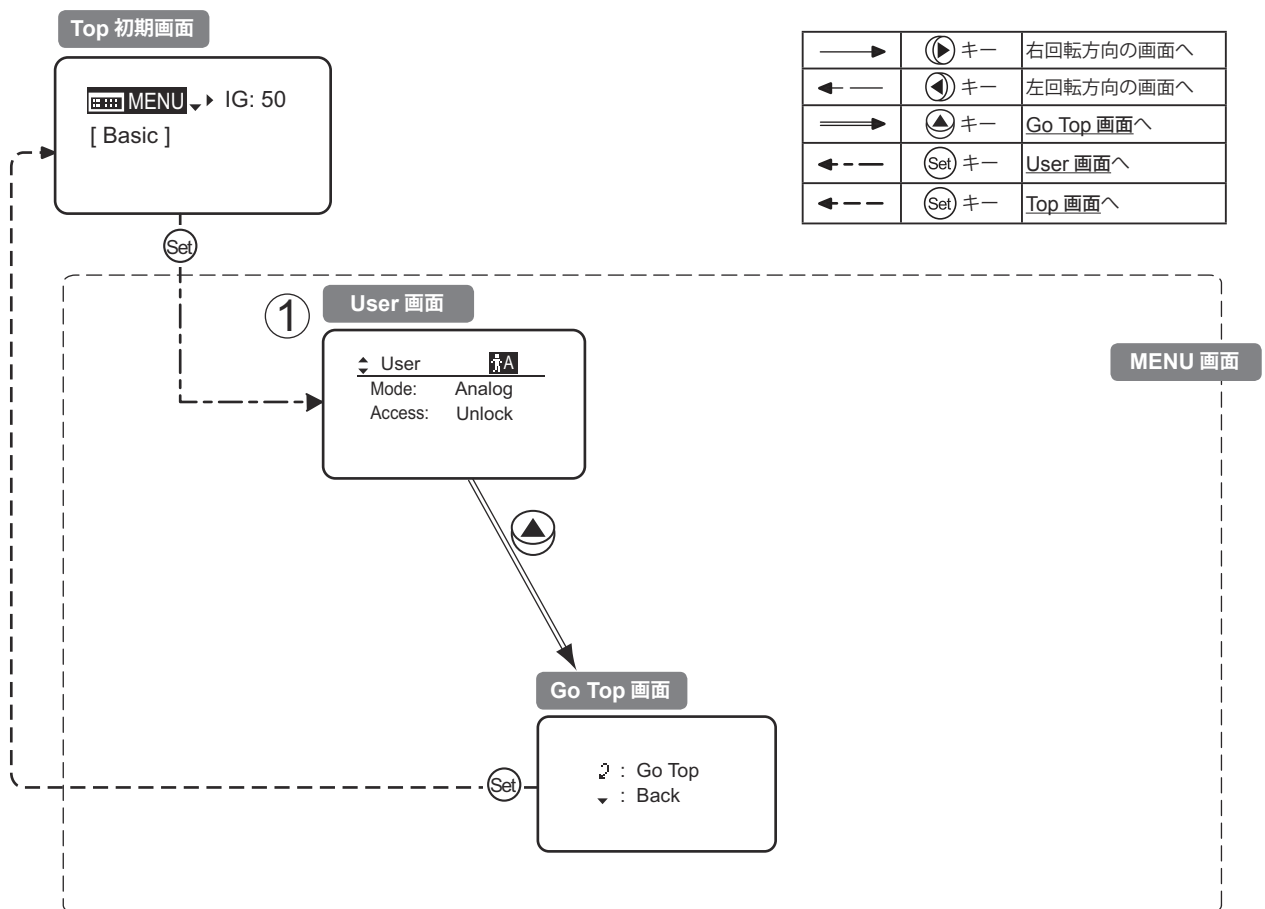 Top 初期画面
MENU IG: 50
[ Basic ]
キー 右回転方向の画面へ
キー 左回転方向の画面へ
キー Go Top 画面へ
Set キー User 画面へ
Set キー Top 画面へ
Set
1 User 画面
MENU 画面
User A
Mode: Analog
Access: Unlock
Go Top 画面
: Go Top
: Back
Set